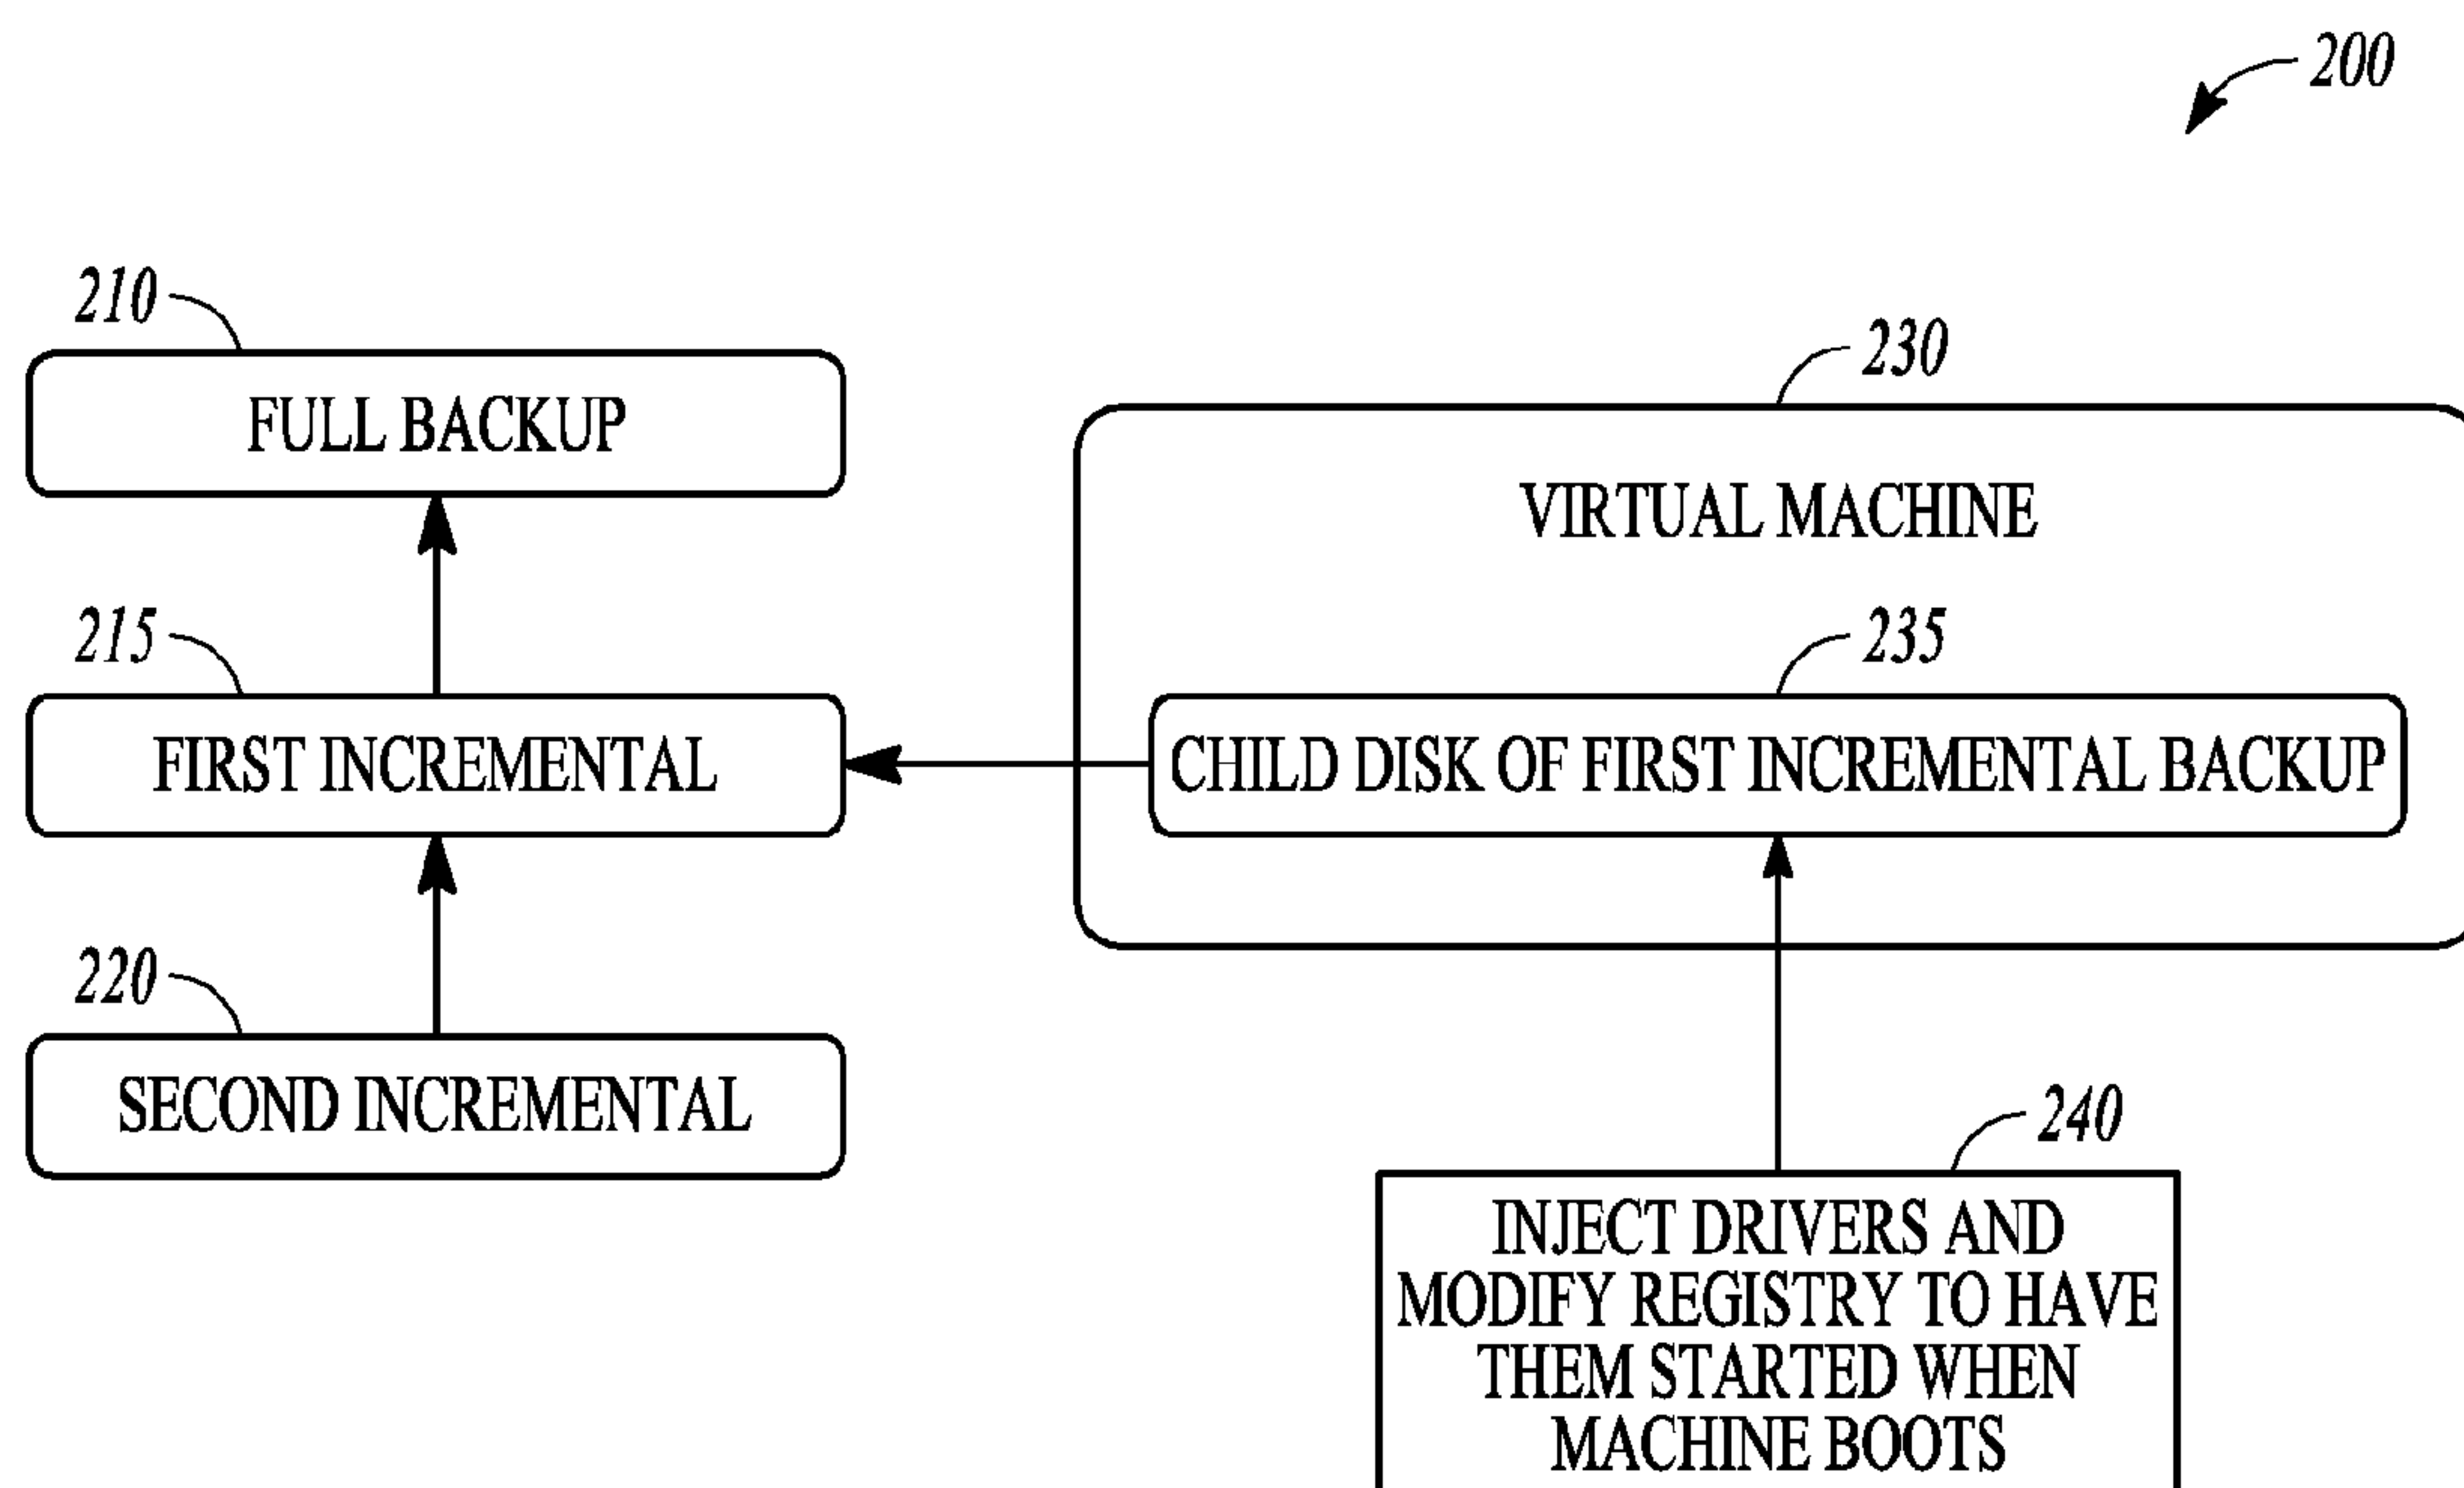 200
210
FULL BACKUP
230
VIRTUAL MACHINE
215
FIRST INCREMENTAL
235
CHILD DISK OF FIRST INCREMENTAL BACKUP
220
SECOND INCREMENTAL
240
INJECT DRIVERS AND
MODIFY REGISTRY TO HAVE
THEM STARTED WHEN
MACHINE BOOTS